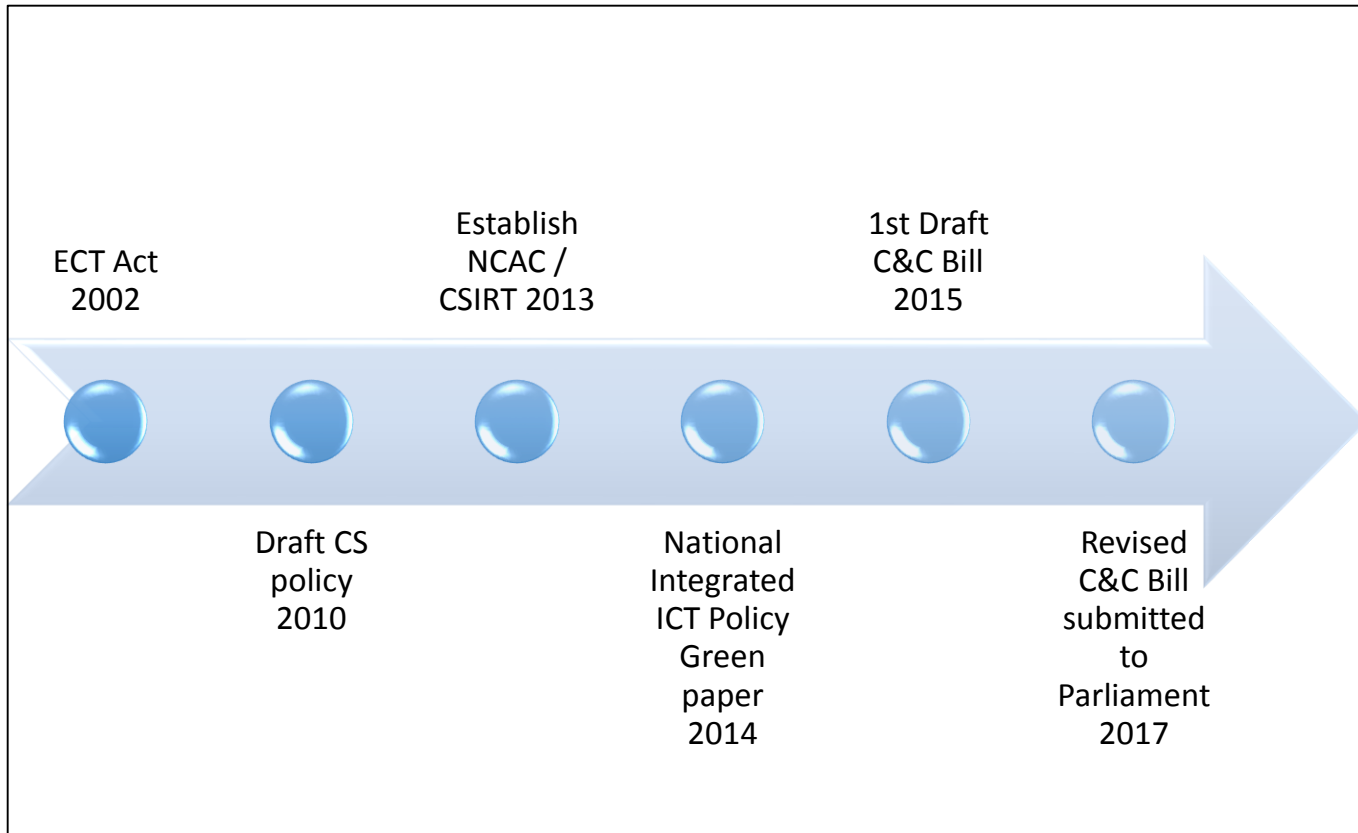 ECT Act
2002
Draft CS
policy
2010
Establish
NCAC /
CSIRT 2013
National
Integrated
ICT Policy
Green
paper
2014
1st Draft
C&C Bill
2015
Revised
C&C Bill
submitted
to
Parliament
2017